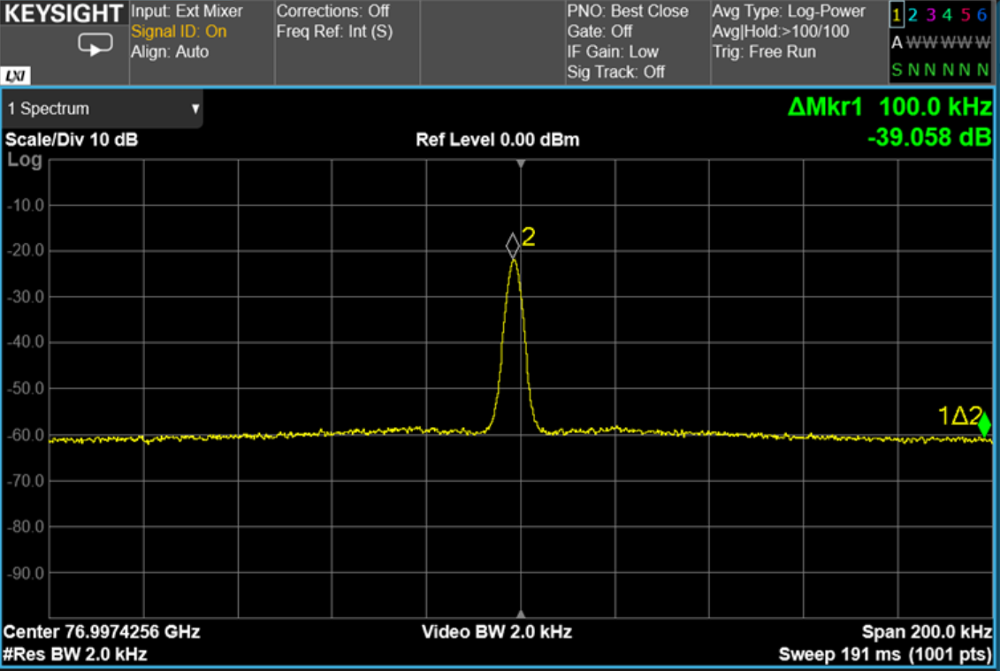 KEYSIGHT
LXI
Input: Ext Mixer
Signal ID: On
Align: Auto
Corrections: Off
Freq Ref: Int (S)
PNO: Best Close
Gate: Off
IF Gain: Low
Sig Track: Off
Avg Type: Log-Power
Avg|Hold:>100/100
Trig: Free Run
1 2 3 4 5 6
A W W W W W
S N N N N N
1 Spectrum ▼
ΔMkr1 100.0 kHz
-39.058 dB
Scale/Div 10 dB
Ref Level 0.00 dBm
Log
-10.0
-20.0
-30.0
-40.0
-50.0
-60.0
-70.0
-80.0
-90.0
2
1Δ2
Center 76.9974256 GHz
Video BW 2.0 kHz
Span 200.0 kHz
#Res BW 2.0 kHz
Sweep 191 ms (1001 pts)